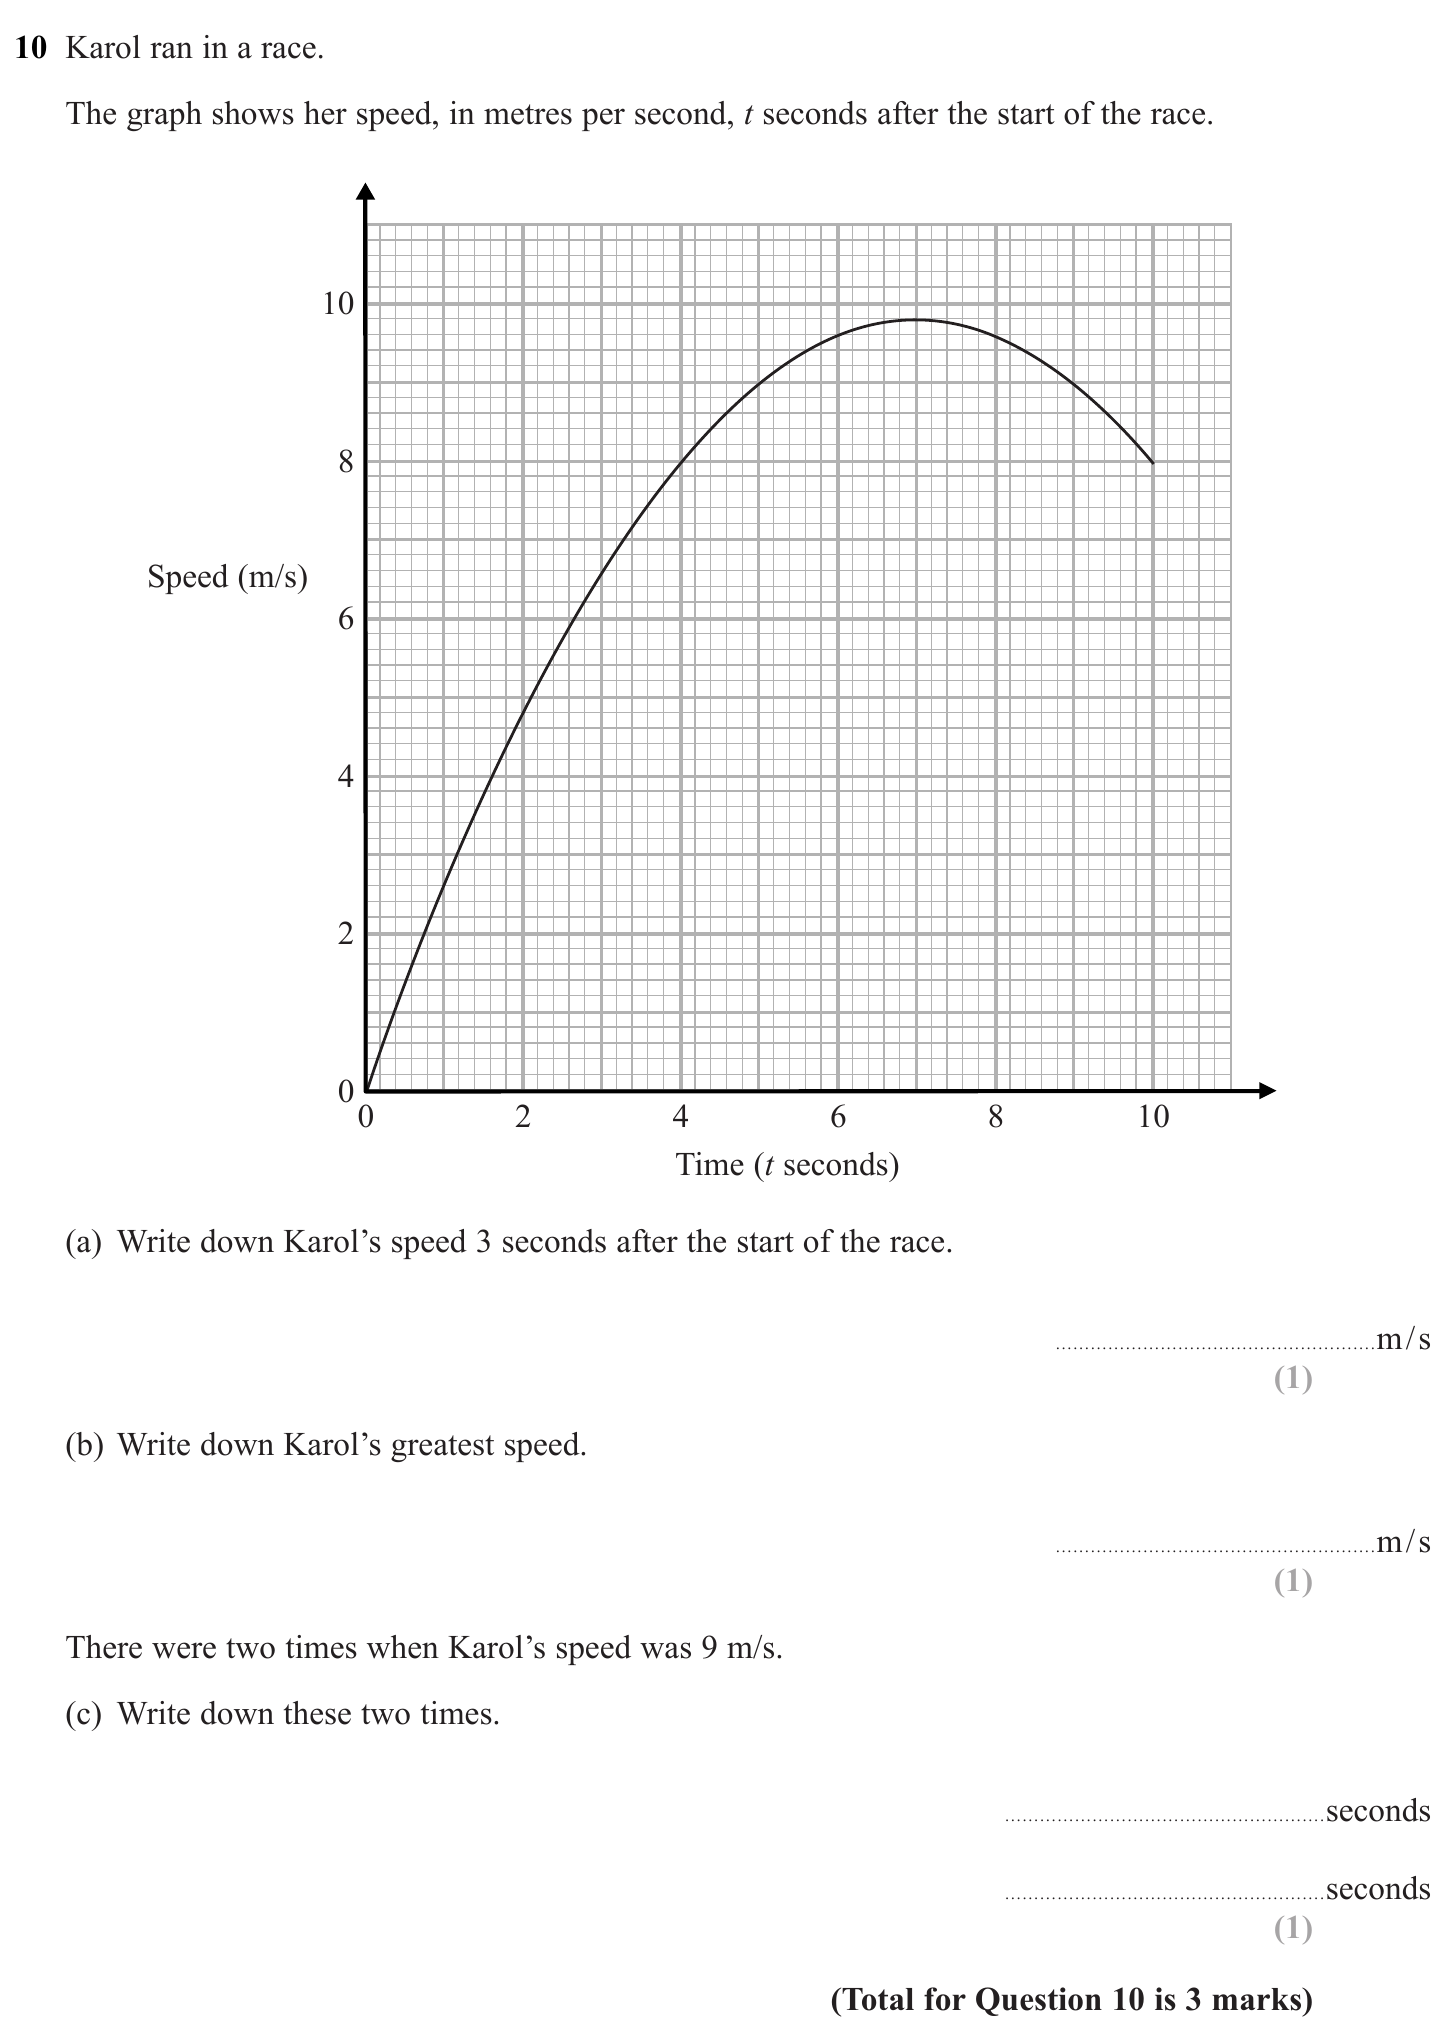 10 Karol ran in a race.
The graph shows her speed, in metres per second, t seconds after the start of the race.
10
8
Speed (m/s)
6
4
2
0
0 2 4 6 8 10
Time (t seconds)
(a) Write down Karol’s speed 3 seconds after the start of the race.
......................................................m/s
(1)
(b) Write down Karol’s greatest speed.
......................................................m/s
(1)
There were two times when Karol’s speed was 9 m/s.
(c) Write down these two times.
......................................................seconds
......................................................seconds
(1)
(Total for Question 10 is 3 marks)